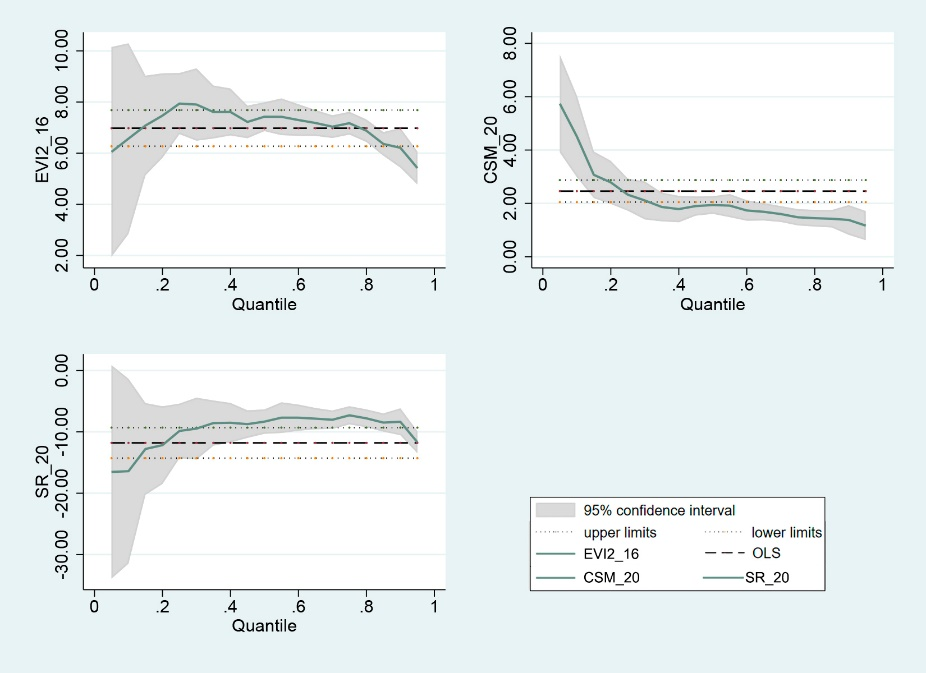 EVI2_16
10.00
8.00
6.00
4.00
2.00
0 .2 .4 .6 .8 1
Quantile
CSM_20
8.00
6.00
4.00
2.00
0.00
0 .2 .4 .6 .8 1
Quantile
SR_20
0.00
-10.00
-20.00
-30.00
0 .2 .4 .6 .8 1
Quantile
95% confidence interval
upper limits lower limits
EVI2_16 OLS
CSM_20 SR_20